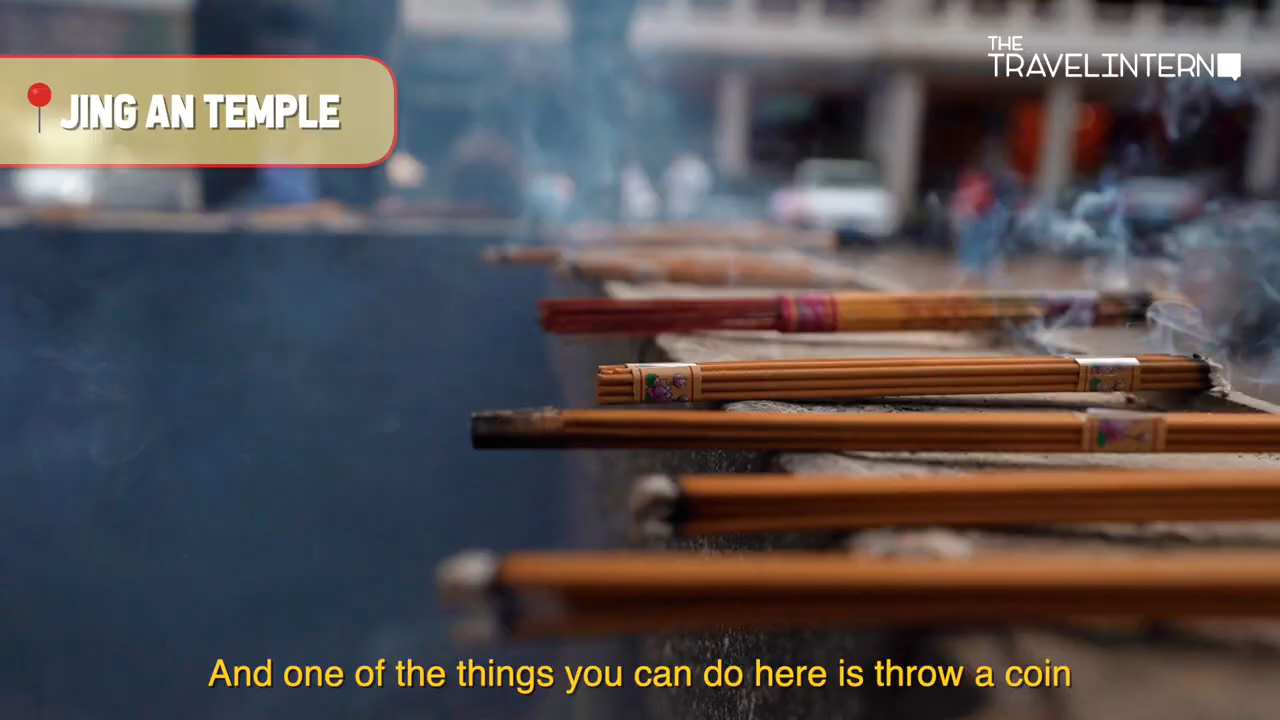 THE
TRAVELINTERN
JING AN TEMPLE
And one of the things you can do here is throw a coin